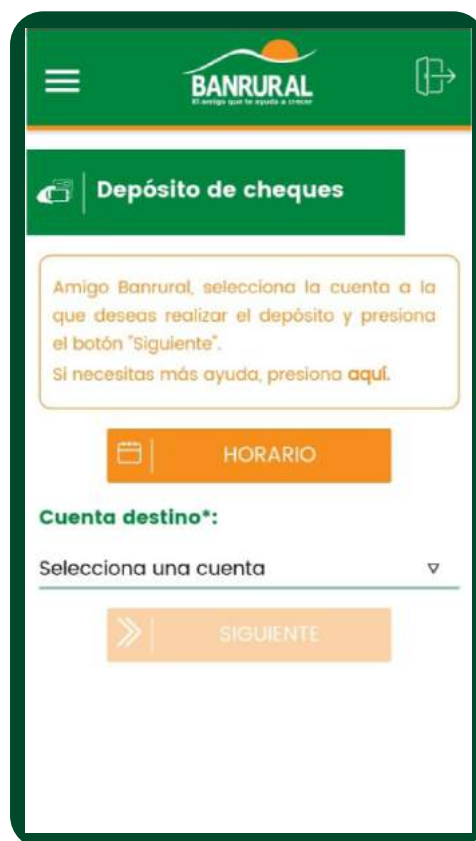 BANRURAL
El amigo que te ayuda a crecer
Depósito de cheques
Amigo Banrural, selecciona la cuenta a la
que deseas realizar el depósito y presiona
el botón "Siguiente".
Si necesitas más ayuda, presiona aquí.
HORARIO
Cuenta destino*:
Selecciona una cuenta
SIGUIENTE